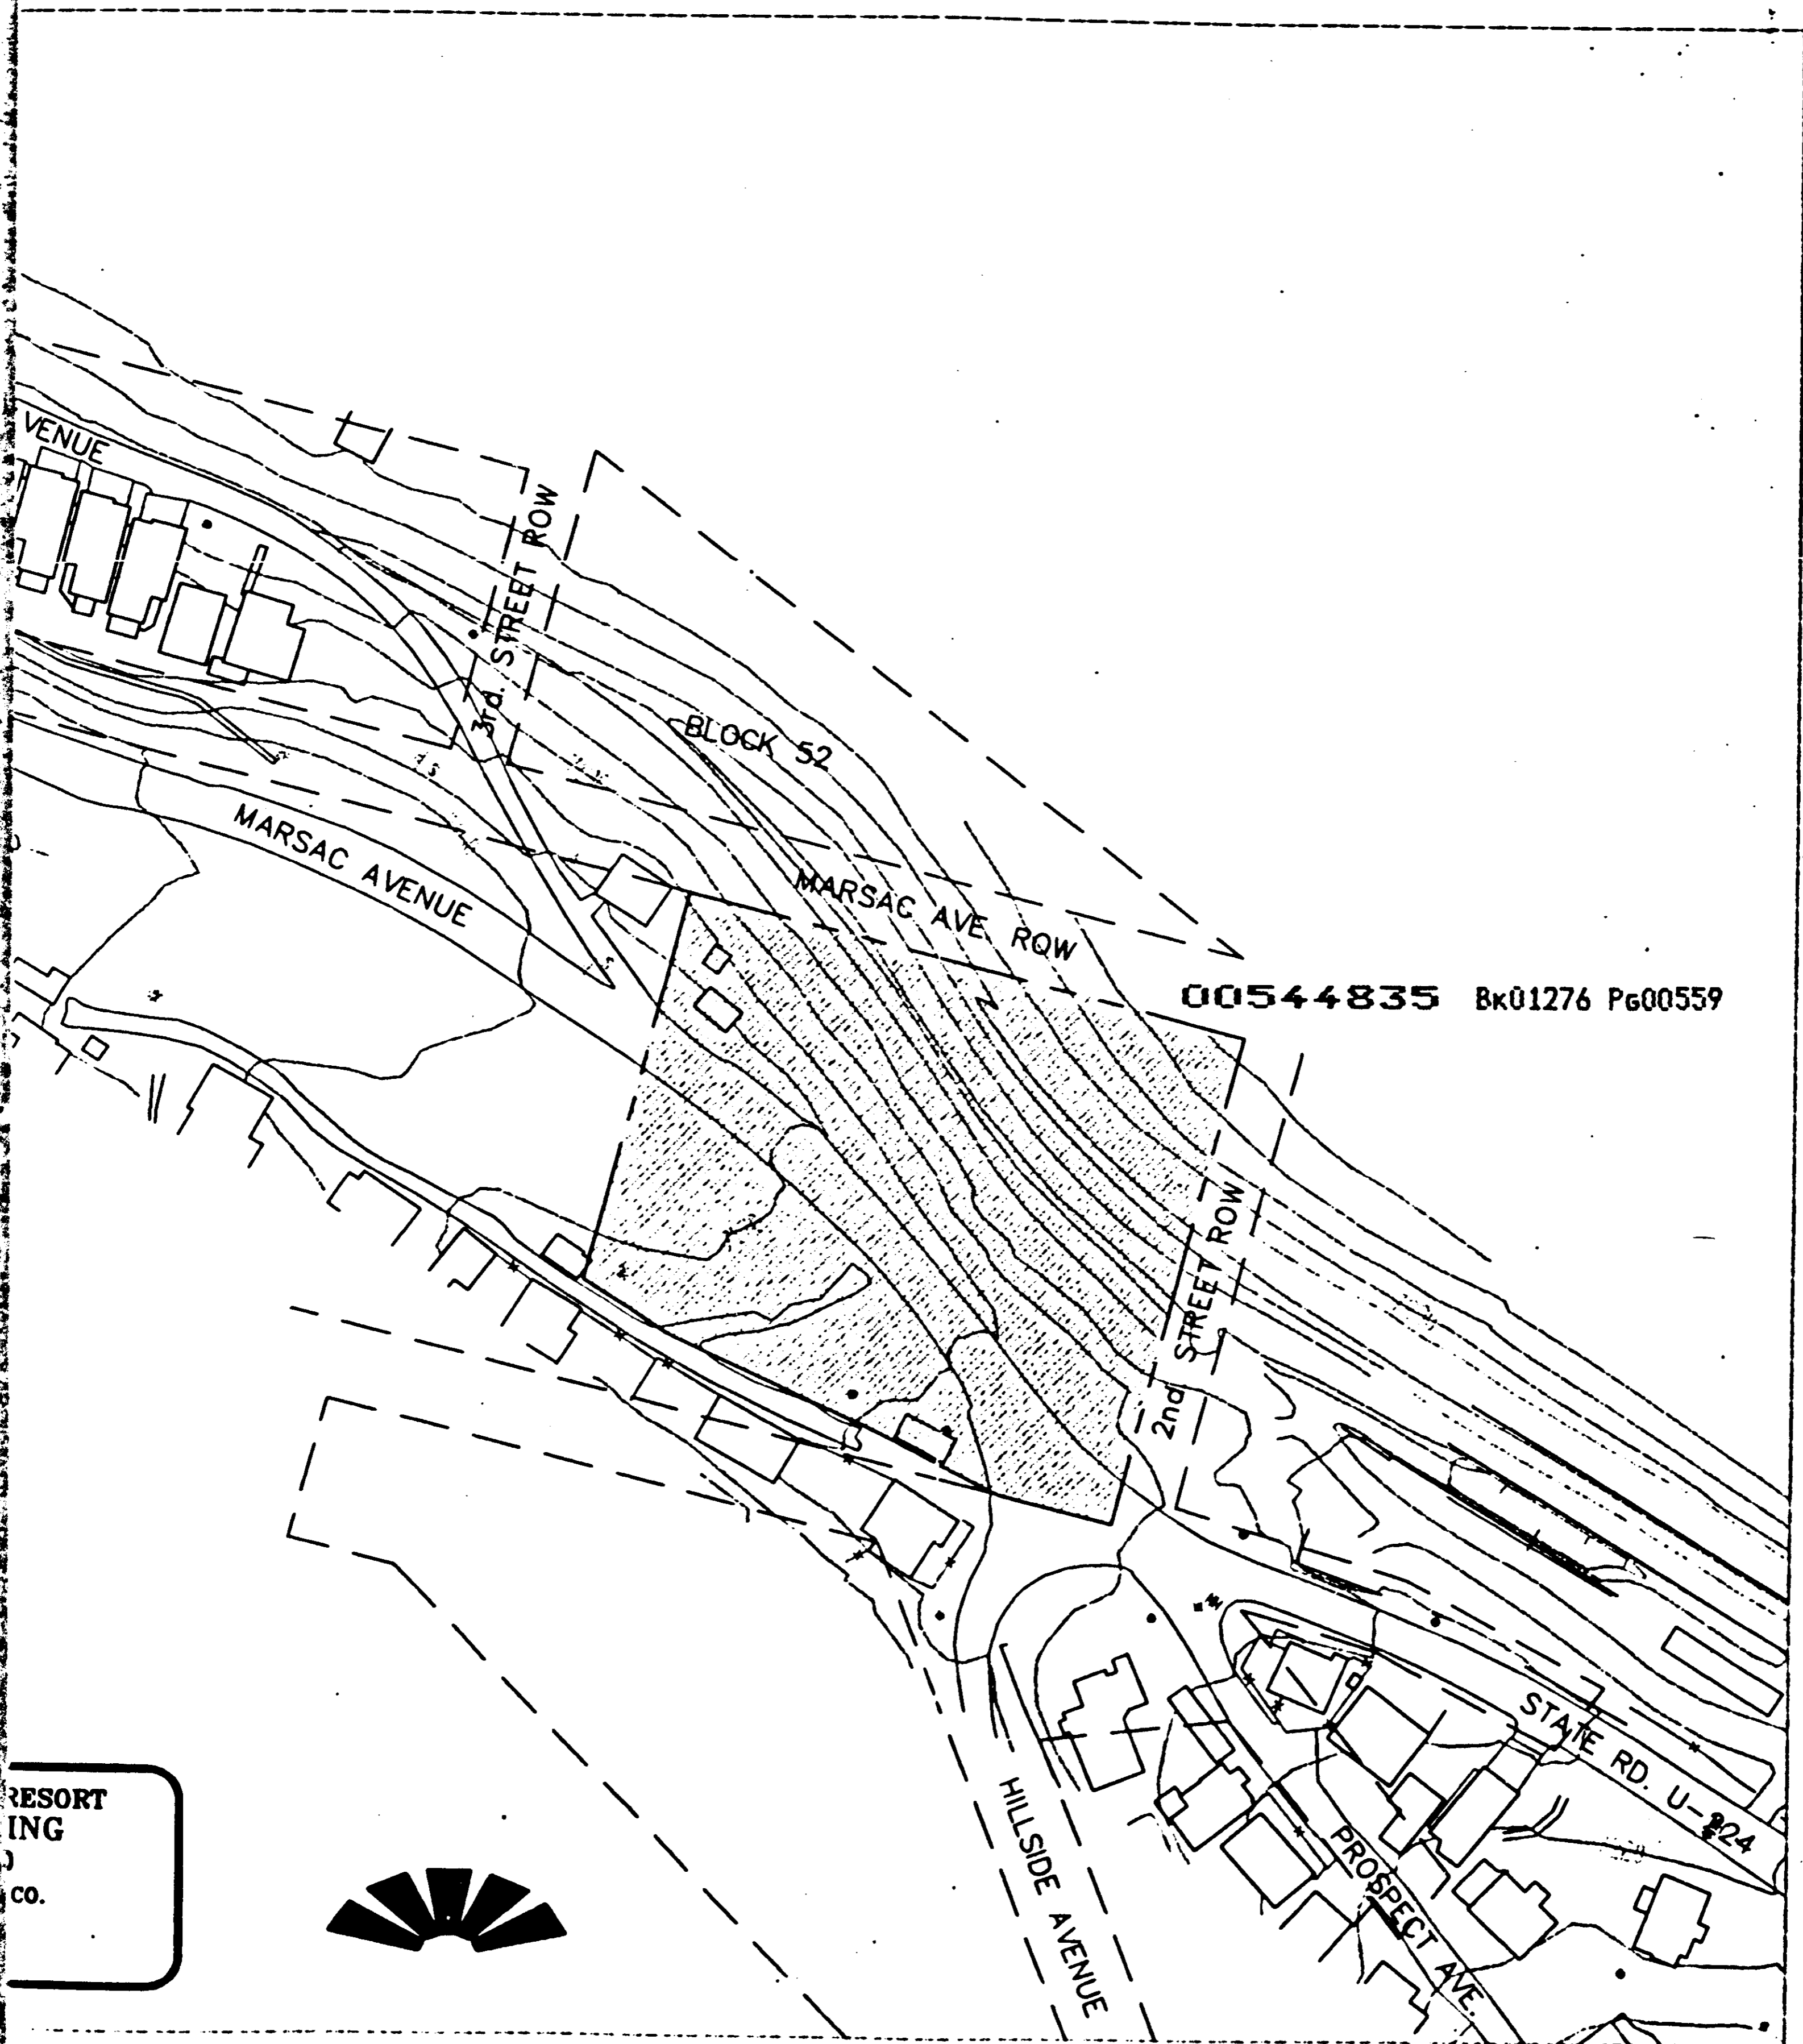 VENUE
3rd. STREET ROW
BLOCK 52
MARSAC AVENUE
MARSAC AVE ROW
00544835 BK01276 PG00559
2nd STREET ROW
STATE RD. U-224
HILLSIDE AVENUE
PROSPECT AVE.
RESORT
ING
CO.